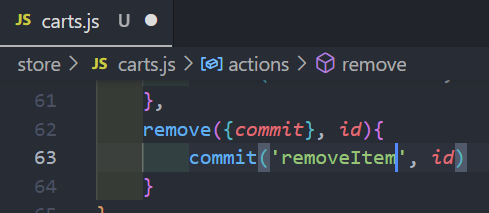 JS carts.js U
store > JS carts.js > actions > remove
61 },
62 remove({commit}, id){
63 commit('removeItem', id)
64 }